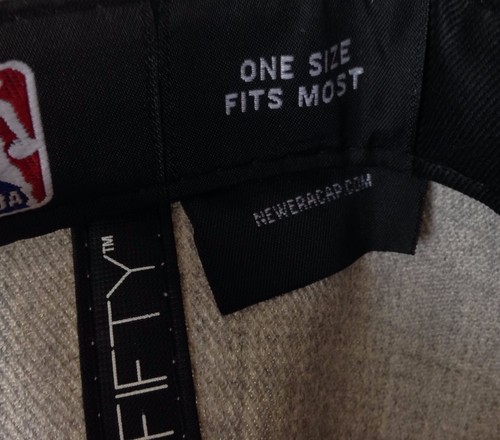 ONE SIZE
FITS MOST
NEWERACAP.COM
FIFTY™